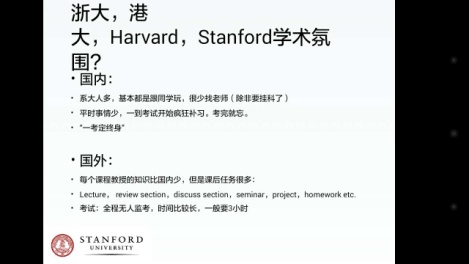 浙大，港
大，Harvard，Stanford学术氛
围?
• 国内：
• 系大人多，基本都是跟同学玩，很少找老师（除非要挂科了）
• 平时事情少，一到考试开始疯狂补习。考完就忘。
• “一考定终身”
• 国外：
• 每个课程教授的知识比国内少，但是课后任务很多：
• Lecture， review section，discuss section，seminar，project，homework etc.
• 考试：全程无人监考，时间比较长，一般要3小时
STANFORD
UNIVERSITY